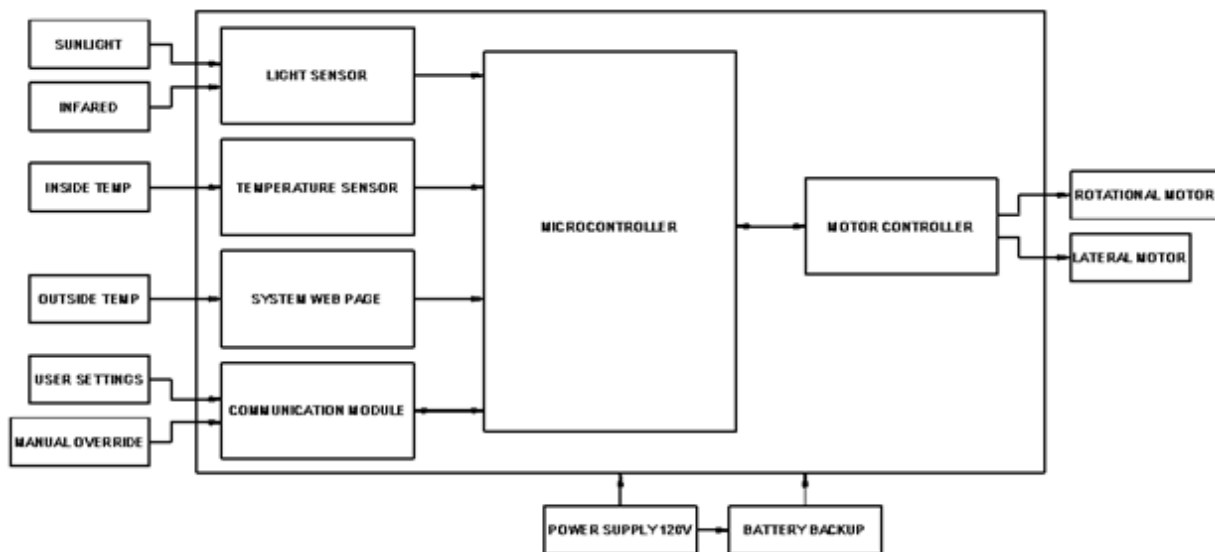 SUNLIGHT
LIGHT SENSOR
INFARED
INSIDE TEMP
TEMPERATURE SENSOR
MICROCONTROLLER
MOTOR CONTROLLER
ROTATIONAL MOTOR
LATERAL MOTOR
OUTSIDE TEMP
SYSTEM WEB PAGE
USER SETTINGS
COMMUNICATION MODULE
MANUAL OVERRIDE
POWER SUPPLY 120V
BATTERY BACKUP